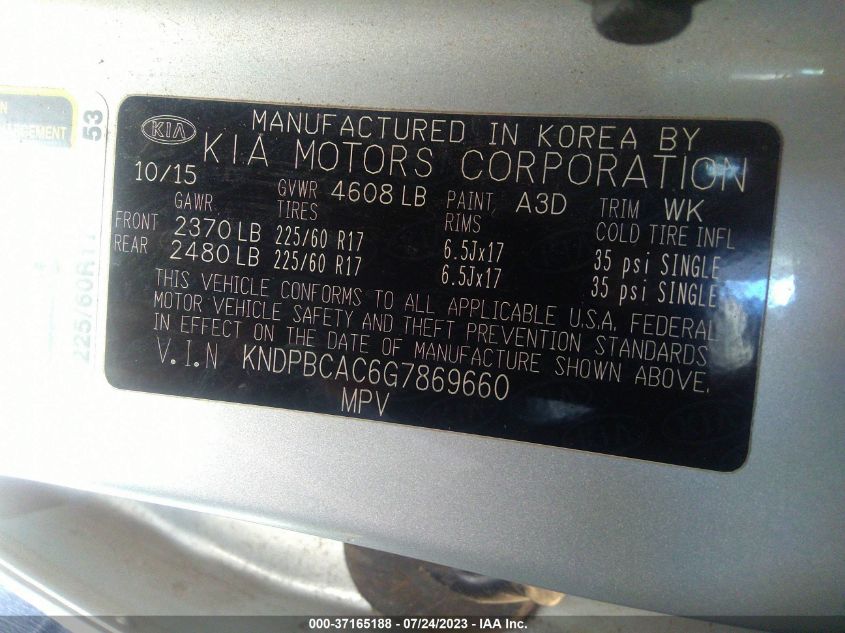 N
ARGEMENT
53
225/60R17
KIA
MANUFACTURED IN KOREA BY
KIA MOTORS CORPORATION
10/15 GVWR 4608 LB PAINT A3D TRIM WK
GAWR TIRES RIMS COLD TIRE INFL
FRONT 2370 LB 225/60 R17 6.5Jx17 35 psi SINGLE
REAR 2480 LB 225/60 R17 6.5Jx17 35 psi SINGLE
THIS VEHICLE CONFORMS TO ALL APPLICABLE U.S.A. FEDERAL
MOTOR VEHICLE SAFETY AND THEFT PREVENTION STANDARDS
IN EFFECT ON THE DATE OF MANUFACTURE SHOWN ABOVE.
V.I.N KNDPBCAC6G7869660
MPV
000-37165188 - 07/24/2023 - IAA Inc.